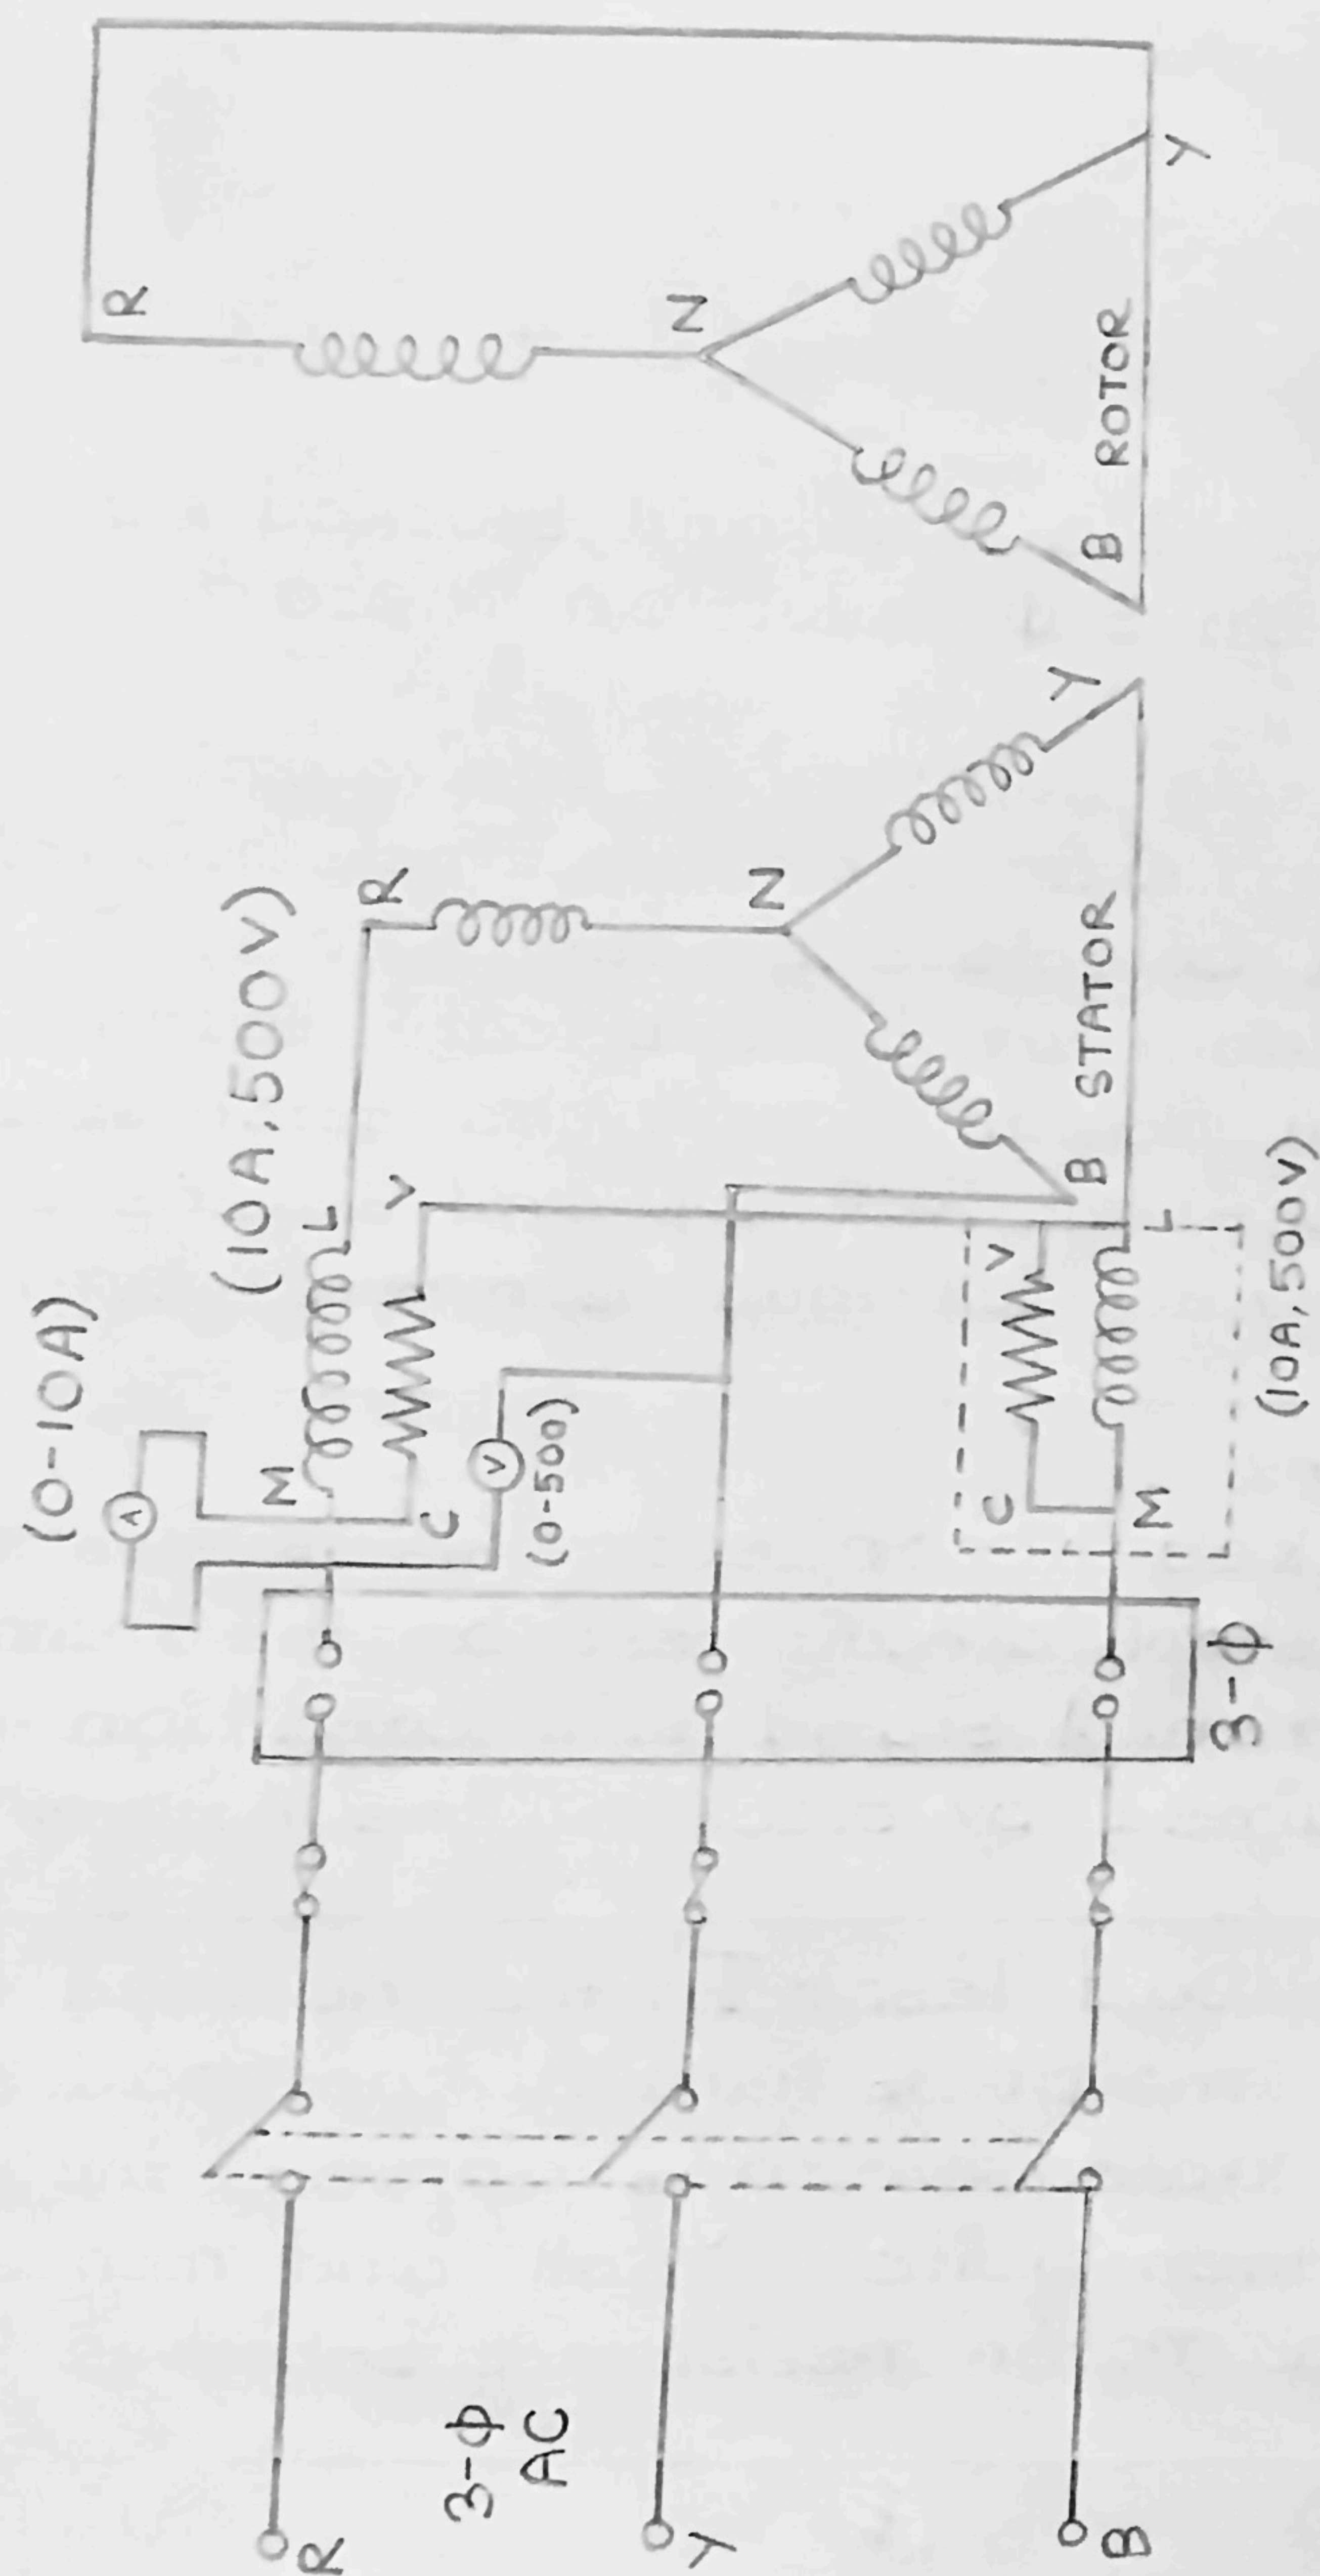 3-ϕ
AC
R
Y
B
3-ϕ
(0-10A)
A
M
L
(10A,500V)
C
V
V
(0-500)
C
V
M
L
(10A,500V)
R
N
B
Y
STATOR
R
N
B
Y
ROTOR